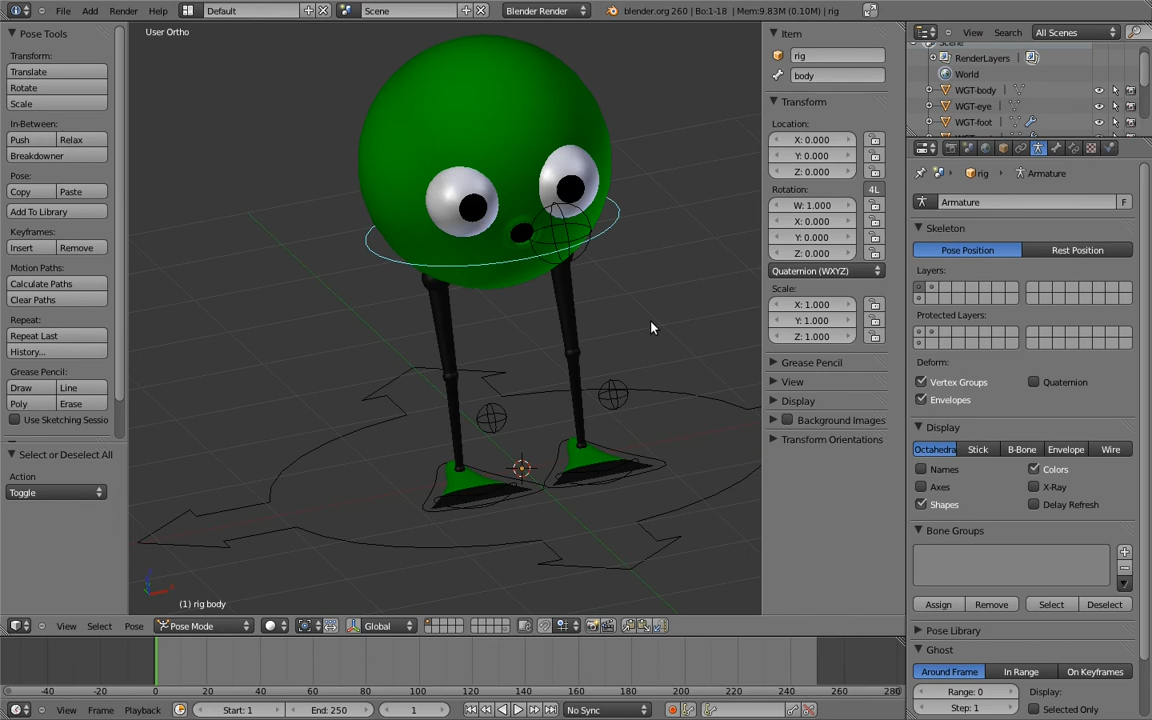 File Add Render Help Default Scene Blender Render blender.org 260 | Bo:1-18 | Mem:9.83M (0.10M) | rig
Pose Tools
Transform:
Translate
Rotate
Scale
In-Between:
Push Relax
Breakdowner
Pose:
Copy Paste
Add To Library
Keyframes:
Insert Remove
Motion Paths:
Calculate Paths
Clear Paths
Repeat:
Repeat Last
History...
Grease Pencil:
Draw Line
Poly Erase
Use Sketching Sessio
Select or Deselect All
Action
Toggle
User Ortho
(1) rig body
Item
rig
body
Transform
Location:
X: 0.000
Y: 0.000
Z: 0.000
Rotation: 4L
W: 1.000
X: 0.000
Y: 0.000
Z: 0.000
Quaternion (WXYZ)
Scale:
X: 1.000
Y: 1.000
Z: 1.000
Grease Pencil
View
Display
Background Images
Transform Orientations
View Search All Scenes
Scene
RenderLayers
World
WGT-body
WGT-eye
WGT-foot
rig Armature
Armature F
Skeleton
Pose Position Rest Position
Layers:
Protected Layers:
Deform:
Vertex Groups Quaternion
Envelopes
Display
Octahedra Stick B-Bone Envelope Wire
Names Colors
Axes X-Ray
Shapes Delay Refresh
Bone Groups
Assign Remove Select Deselect
Pose Library
Ghost
Around Frame In Range On Keyframes
Range: 0 Display:
Step: 1 Selected Only
View Select Pose Pose Mode Global
-40 -20 0 20 40 60 80 100 120 140 160 180 200 220 240 260 280
View Frame Playback Start: 1 End: 250 1 No Sync